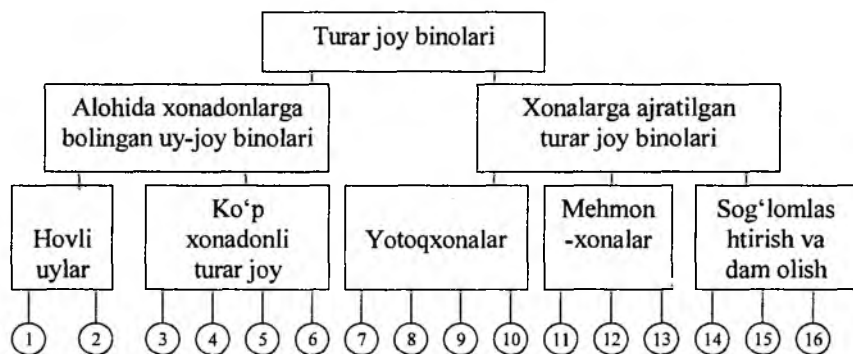 Turar joy binolari
Alohida xonadonlarga
bolingan uy-joy binolari
Xonalarga ajratilgan
turar joy binolari
Hovli
uylar
Ko‘p
xonadonli
turar joy
Yotoqxonalar
Mehmon
-xonalar
Sog‘lomlas
htirish va
dam olish
1 2 3 4 5 6 7 8 9 10 11 12 13 14 15 16